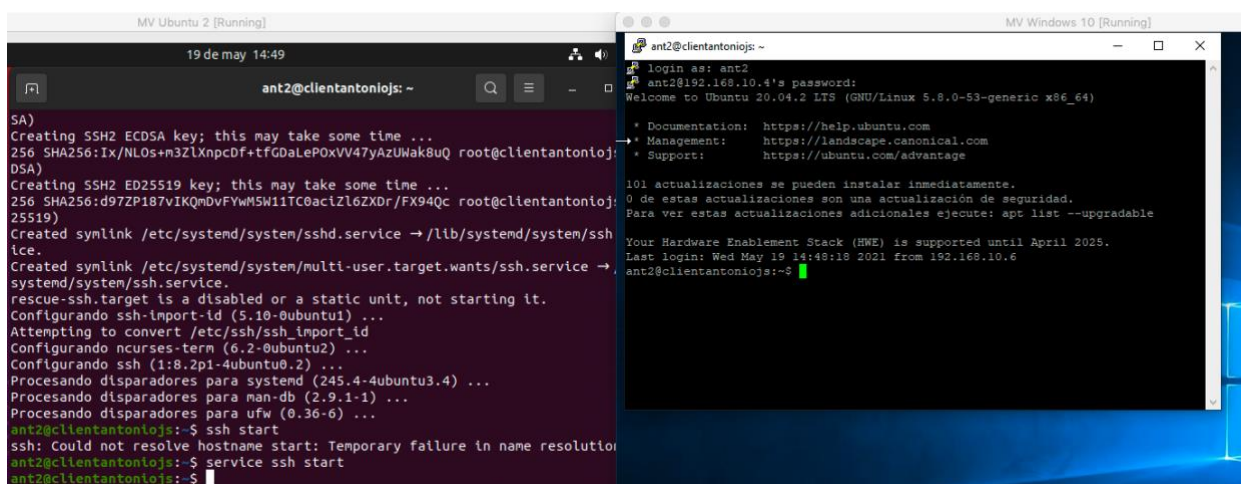 MV Ubuntu 2 [Running]
19 de may 14:49
ant2@clientantoniojs: ~
SA)
Creating SSH2 ECDSA key; this may take some time ...
256 SHA256:Ix/NLOs+m3ZlXnpcDf+tfGDaLePOxVV47yAzUWak8uQ root@clientantonioj
DSA)
Creating SSH2 ED25519 key; this may take some time ...
256 SHA256:d97ZP187vIKQmDvFYwM5W11TC0aciZl6ZXDr/FX94Qc root@clientantonioj
25519)
Created symlink /etc/systemd/system/sshd.service → /lib/systemd/system/ssh
ice.
Created symlink /etc/systemd/system/multi-user.target.wants/ssh.service → /
systemd/system/ssh.service.
rescue-ssh.target is a disabled or a static unit, not starting it.
Configurando ssh-import-id (5.10-0ubuntu1) ...
Attempting to convert /etc/ssh/ssh_import_id
Configurando ncurses-term (6.2-0ubuntu2) ...
Configurando ssh (1:8.2p1-4ubuntu0.2) ...
Procesando disparadores para systemd (245.4-4ubuntu3.4) ...
Procesando disparadores para man-db (2.9.1-1) ...
Procesando disparadores para ufw (0.36-6) ...
ant2@clientantoniojs:~$ ssh start
ssh: Could not resolve hostname start: Temporary failure in name resolution
ant2@clientantoniojs:~$ service ssh start
ant2@clientantoniojs:~$
MV Windows 10 [Running]
ant2@clientantoniojs: ~
login as: ant2
ant2@192.168.10.4's password:
Welcome to Ubuntu 20.04.2 LTS (GNU/Linux 5.8.0-53-generic x86_64)
* Documentation: https://help.ubuntu.com
* Management: https://landscape.canonical.com
* Support: https://ubuntu.com/advantage
101 actualizaciones se pueden instalar inmediatamente.
0 de estas actualizaciones son una actualización de seguridad.
Para ver estas actualizaciones adicionales ejecute: apt list --upgradable
Your Hardware Enablement Stack (HWE) is supported until April 2025.
Last login: Wed May 19 14:48:18 2021 from 192.168.10.6
ant2@clientantoniojs:~$